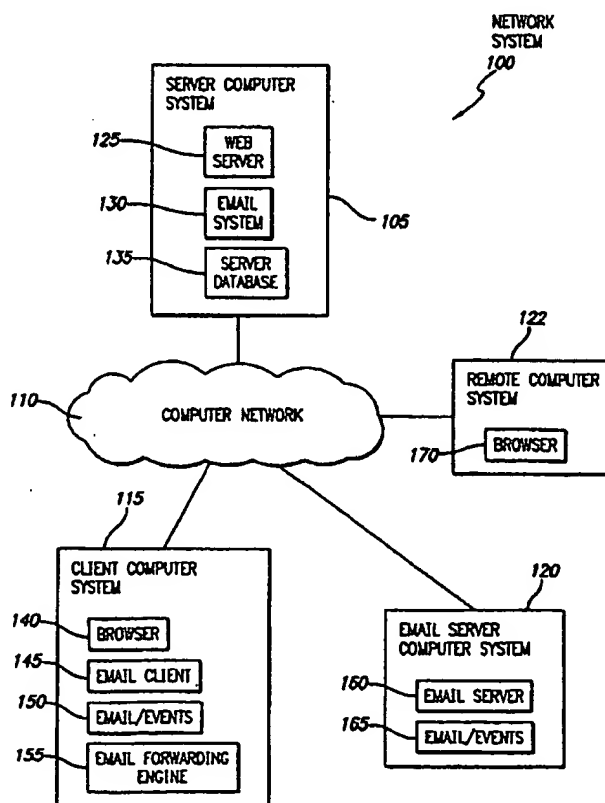 NETWORK
SYSTEM
100
SERVER COMPUTER
SYSTEM
125
WEB
SERVER
130
EMAIL
SYSTEM
105
135
SERVER
DATABASE
122
110
COMPUTER NETWORK
REMOTE COMPUTER
SYSTEM
170
BROWSER
115
CLIENT COMPUTER
SYSTEM
120
140
BROWSER
EMAIL SERVER
COMPUTER SYSTEM
145
EMAIL CLIENT
160
EMAIL SERVER
150
EMAIL/EVENTS
165
EMAIL/EVENTS
155
EMAIL FORWARDING
ENGINE